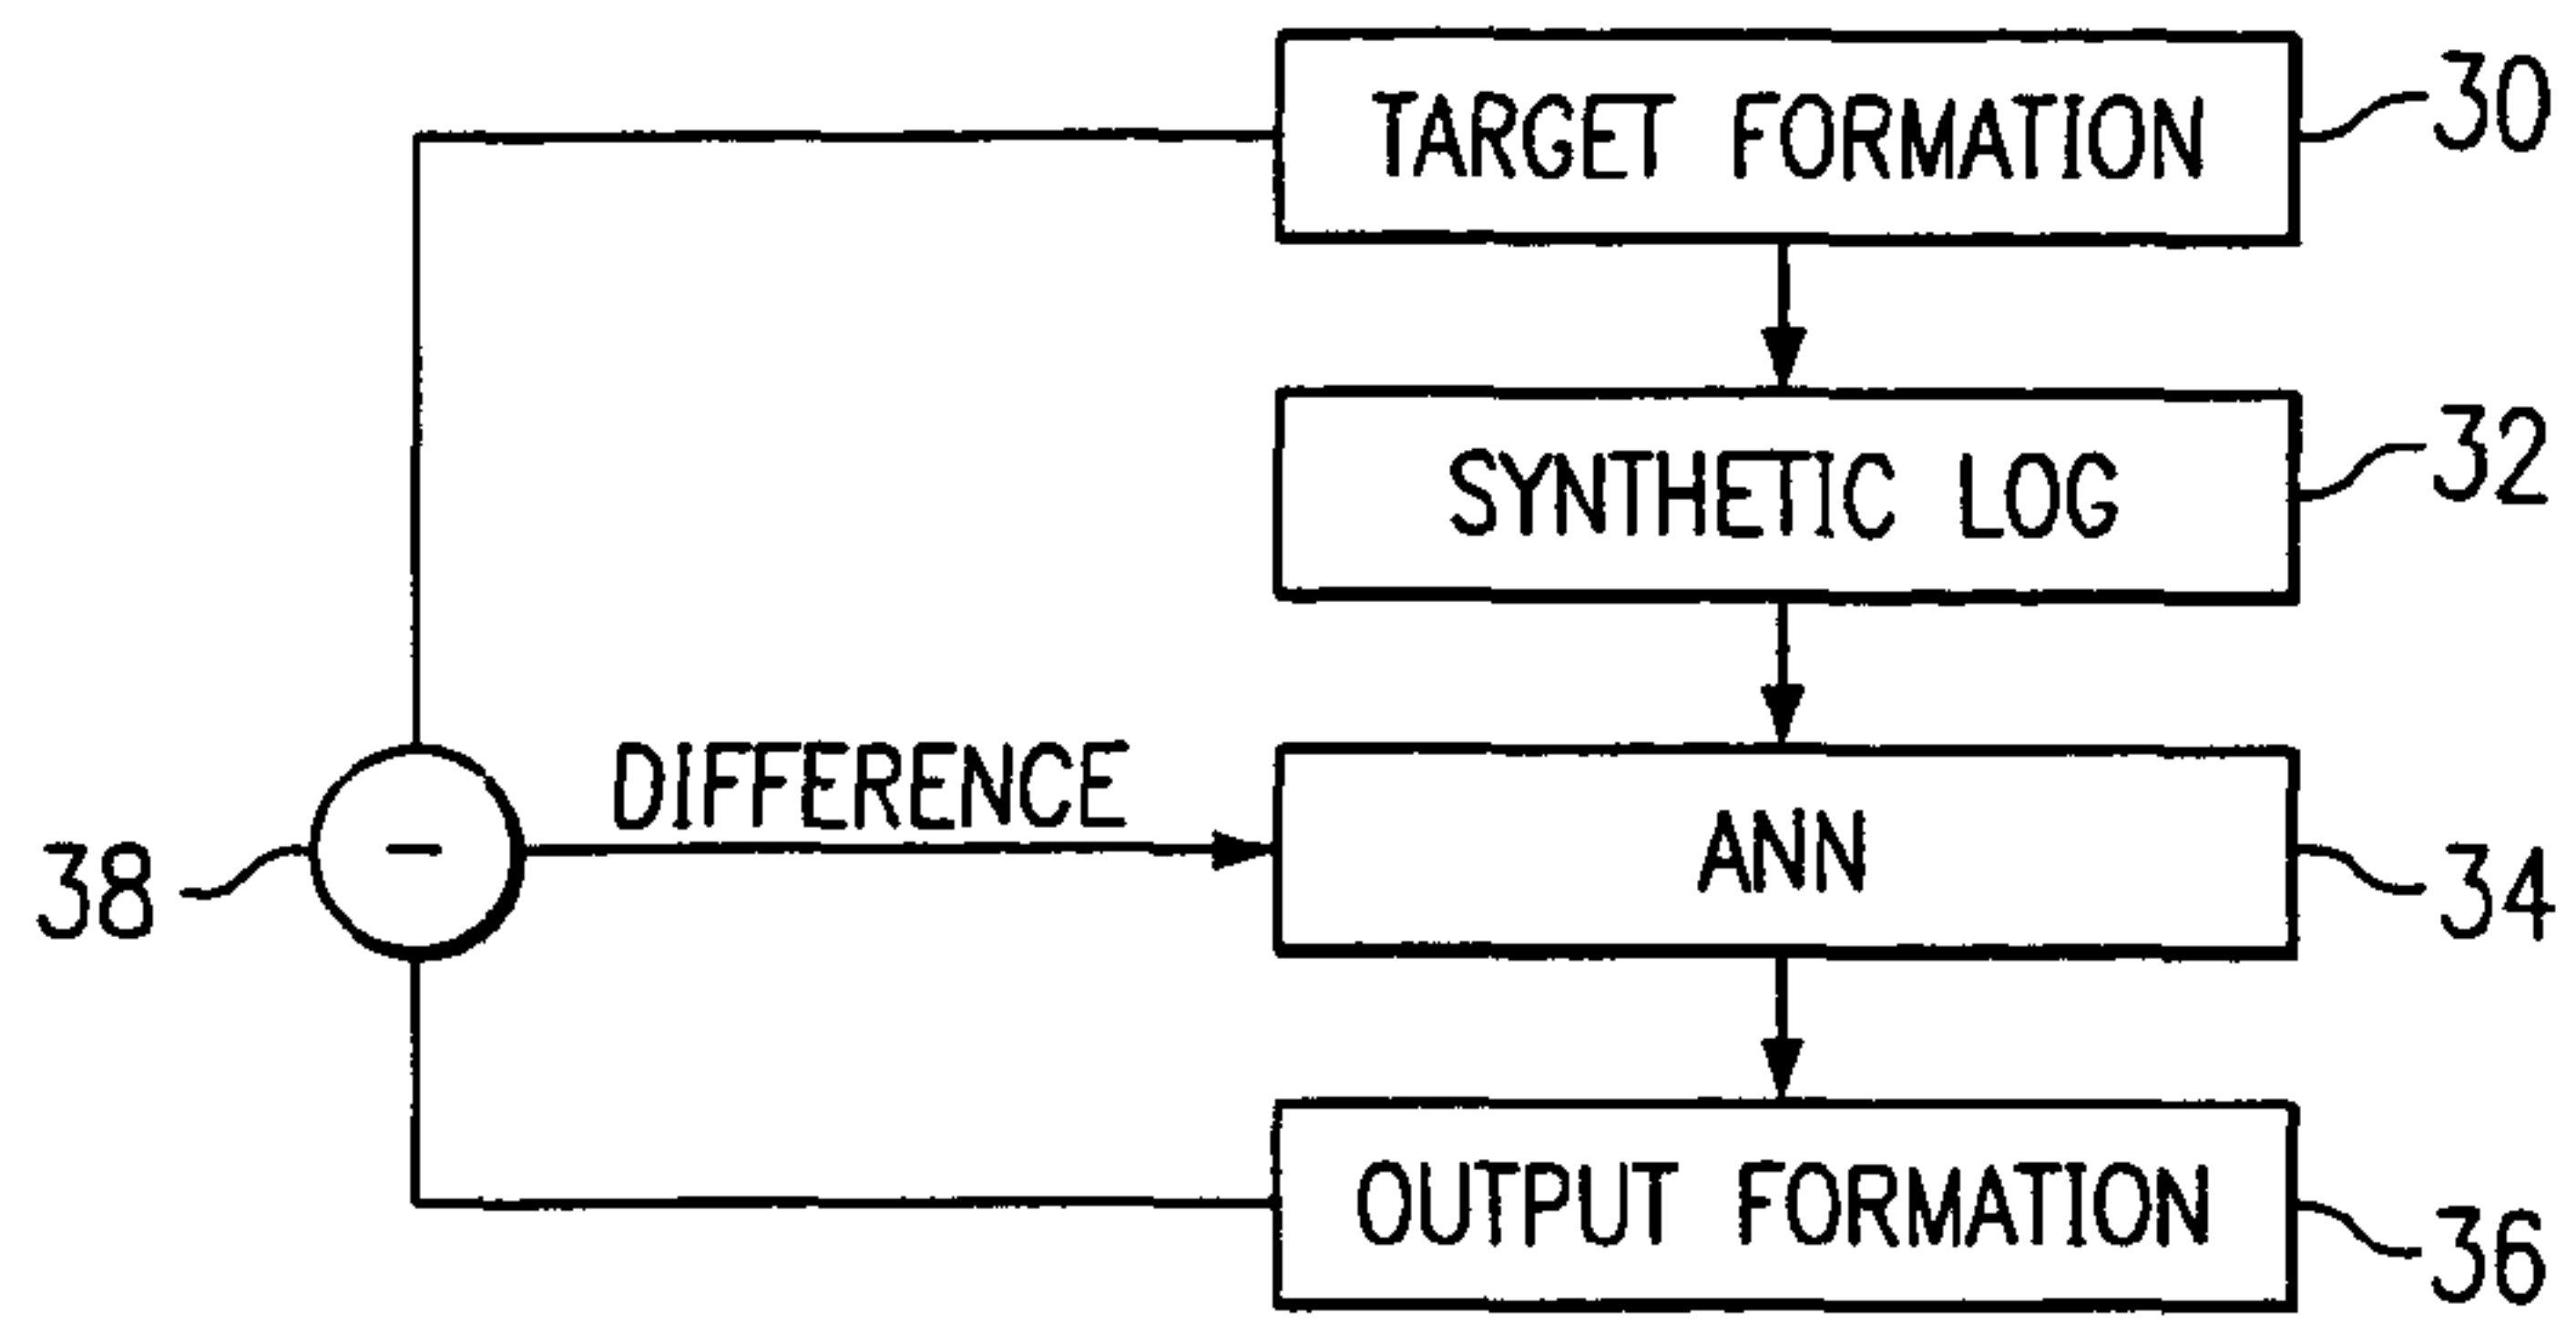 TARGET FORMATION
30
SYNTHETIC LOG
32
DIFFERENCE
ANN
34
38
-
OUTPUT FORMATION
36